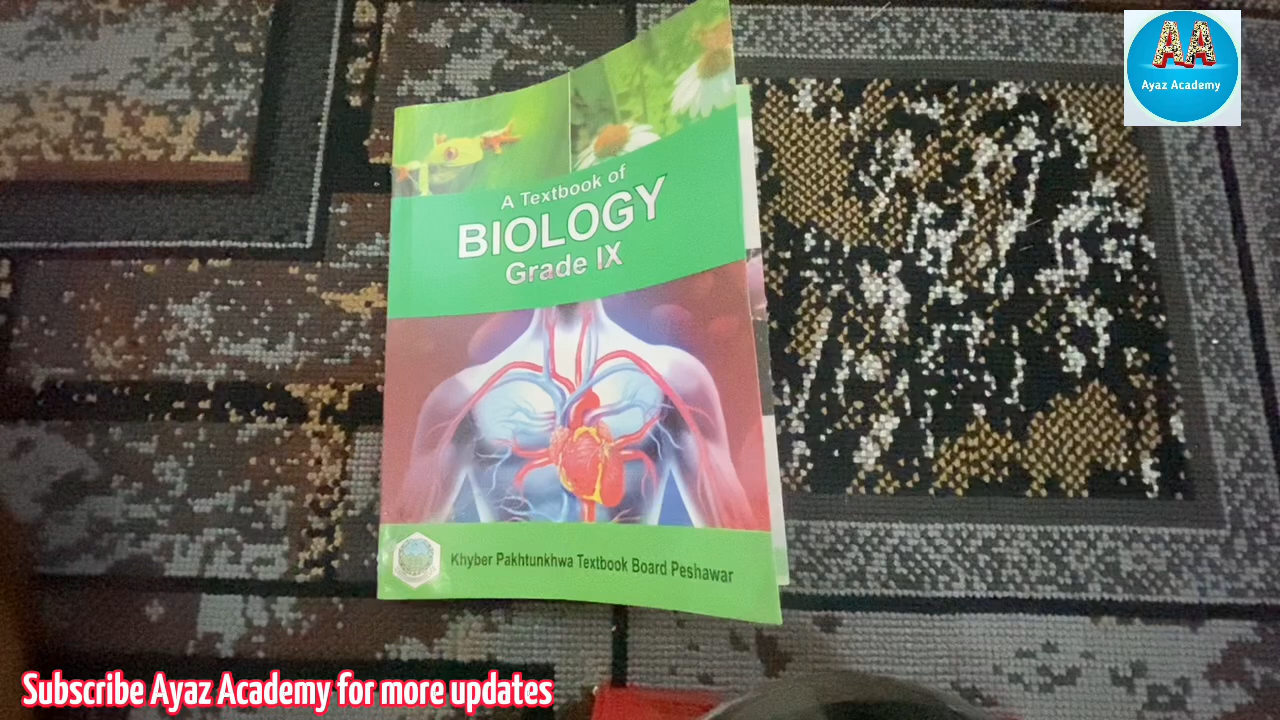 AA
Ayaz Academy
A Textbook of
BIOLOGY
Grade IX
Khyber Pakhtunkhwa Textbook Board Peshawar
Subscribe Ayaz Academy for more updates